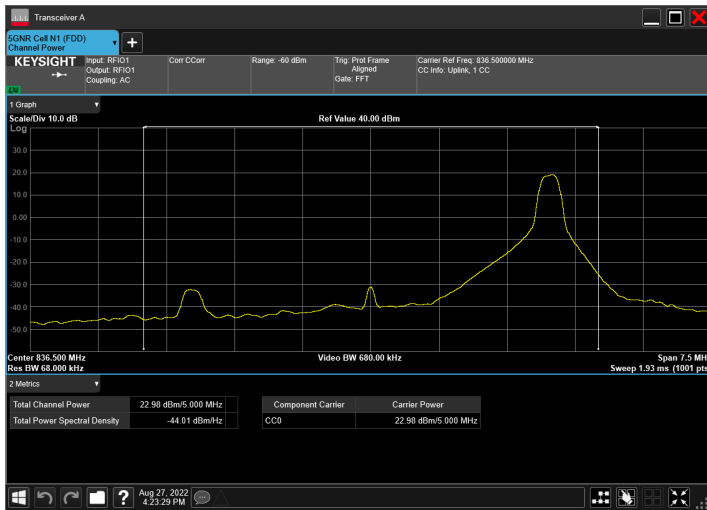 Transceiver A
5GNR Cell N1 (FDD)
Channel Power
KEYSIGHT
LXI
Input: RFIO1
Output: RFIO1
Coupling: AC
Corr CCorr
Range: -60 dBm
Trig: Prot Frame
Aligned
Gate: FFT
Carrier Ref Freq: 836.500000 MHz
CC Info: Uplink, 1 CC
1 Graph
Scale/Div 10.0 dB
Ref Value 40.00 dBm
Log
30.0
20.0
10.0
0.00
-10.0
-20.0
-30.0
-40.0
-50.0
Center 836.500 MHz
Span 7.5 MH
Res BW 68.000 kHz
Video BW 680.00 kHz
Sweep 1.93 ms (1001 pts
2 Metrics
Total Channel Power 22.98 dBm/5.000 MHz
Total Power Spectral Density -44.01 dBm/Hz
Component Carrier Carrier Power
CC0 22.98 dBm/5.000 MHz
?
Aug 27, 2022
4:23:29 PM